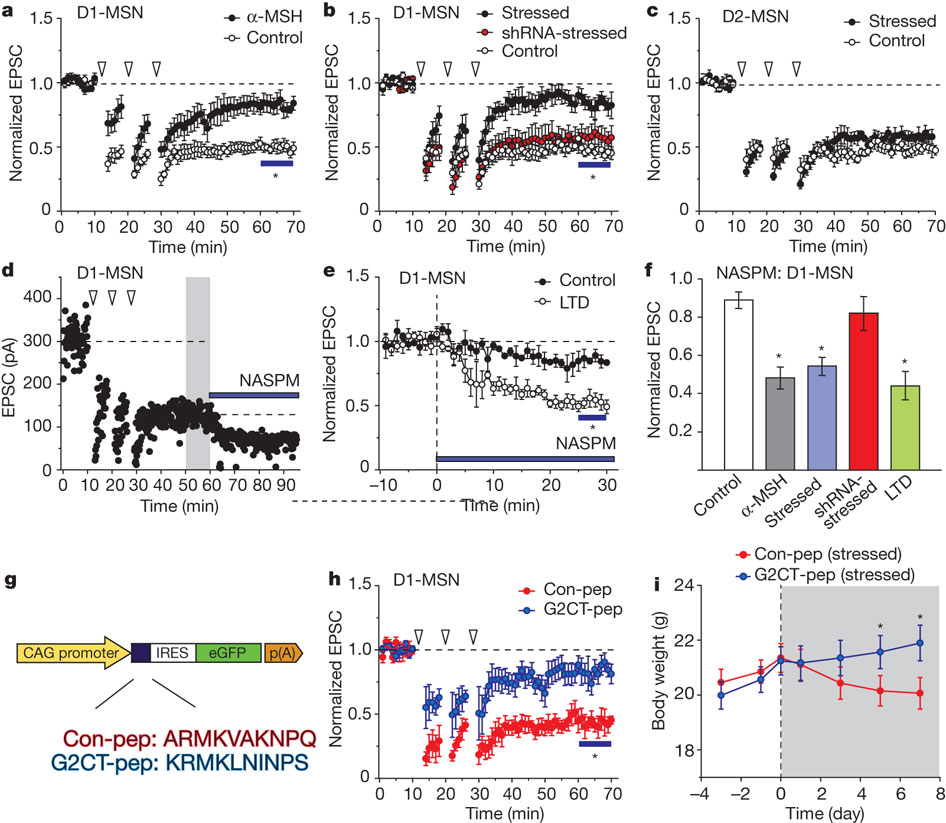 a
D1-MSN
α-MSH
Control
Normalized EPSC
1.5
1.0
0.5
0
0 10 20 30 40 50 60 70
*
Time (min)
b
D1-MSN
Stressed
shRNA-stressed
Control
Normalized EPSC
1.5
1.0
0.5
0
0 10 20 30 40 50 60 70
*
Time (min)
c
D2-MSN
Stressed
Control
Normalized EPSC
1.5
1.0
0.5
0
0 10 20 30 40 50 60 70
Time (min)
d
D1-MSN
EPSC (pA)
400
300
200
100
0
NASPM
0 10 20 30 40 50 60 70 80 90
Time (min)
e
D1-MSN
Control
LTD
Normalized EPSC
1.5
1.0
0.5
0
*
NASPM
−10 0 10 20 30
Time (min)
f
NASPM: D1-MSN
Normalized EPSC
1.0
0.8
0.6
0.4
0.2
* * *
Control
α-MSH
Stressed
shRNA-
stressed
LTD
g
CAG promoter IRES eGFP p(A)
Con-pep: ARMKVAKNPQ
G2CT-pep: KRMKLNINPS
h
D1-MSN
Con-pep
G2CT-pep
Normalized EPSC
1.5
1.0
0.5
0
0 10 20 30 40 50 60 70
*
Time (min)
i
Con-pep (stressed)
G2CT-pep (stressed)
Body weight (g)
24
22
20
18
* *
−4 −2 0 2 4 6 8
Time (day)